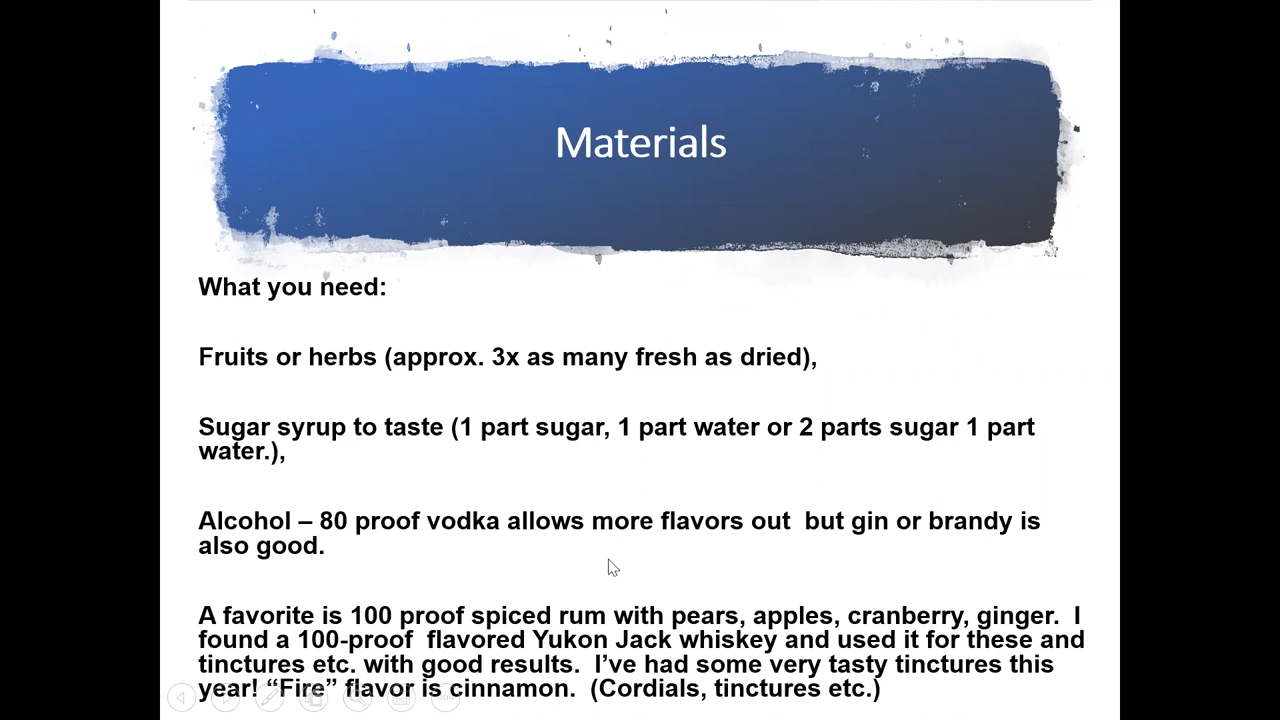 Materials
What you need:
Fruits or herbs (approx. 3x as many fresh as dried),
Sugar syrup to taste (1 part sugar, 1 part water or 2 parts sugar 1 part
water.),
Alcohol – 80 proof vodka allows more flavors out  but gin or brandy is
also good.
A favorite is 100 proof spiced rum with pears, apples, cranberry, ginger.  I
found a 100-proof  flavored Yukon Jack whiskey and used it for these and
tinctures etc. with good results.  I’ve had some very tasty tinctures this
year! “Fire” flavor is cinnamon.  (Cordials, tinctures etc.)